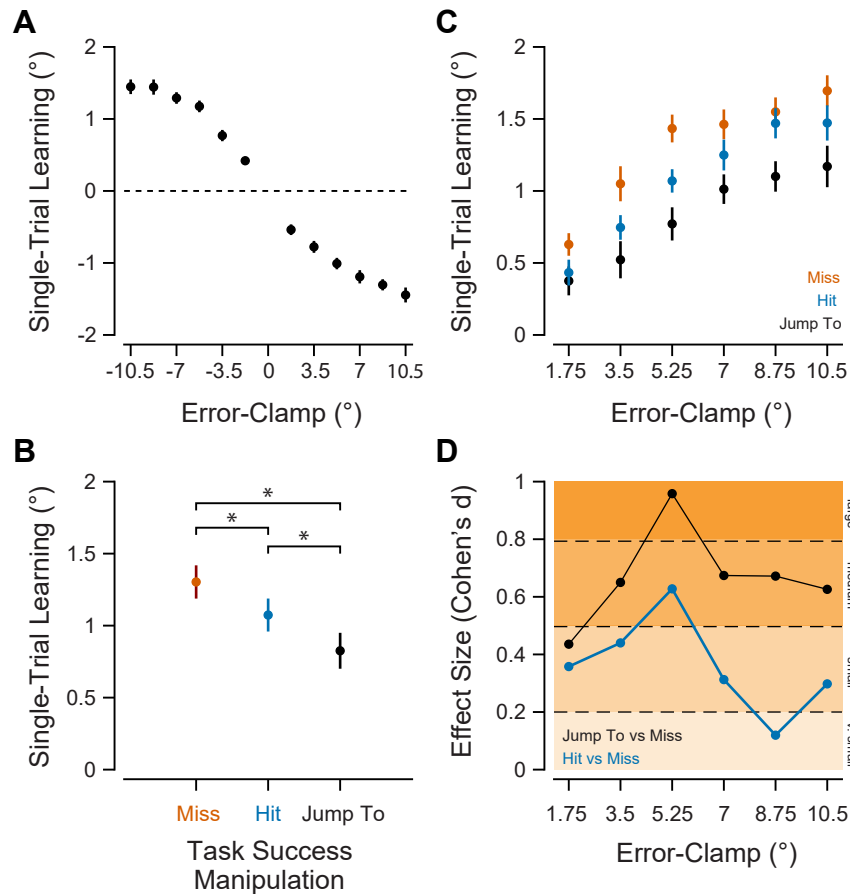 A
Single-Trial Learning (°)
2
1
0
-1
-2
-10.5 -7 -3.5 0 3.5 7 10.5
Error-Clamp (°)
C
Single-Trial Learning (°)
2
1.5
1
0.5
0
Miss
Hit
Jump To
1.75 3.5 5.25 7 8.75 10.5
Error-Clamp (°)
B
Single-Trial Learning (°)
2
1.5
1
0.5
0
*
*
*
Miss Hit Jump To
Task Success
Manipulation
D
Effect Size (Cohen's d)
1
0.8
0.6
0.4
0.2
0
Jump To vs Miss
Hit vs Miss
1.75 3.5 5.25 7 8.75 10.5
Error-Clamp (°)